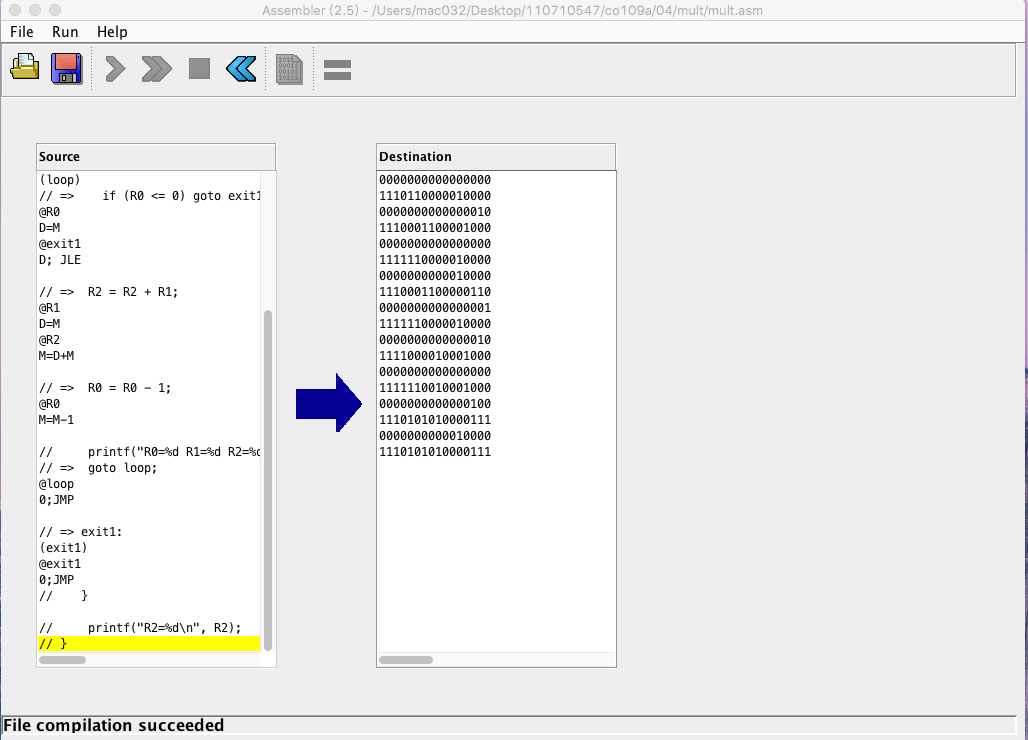 Assembler (2.5) - /Users/mac032/Desktop/110710547/co109a/04/mult/mult.asm
File Run Help
Source
(loop)
// =>    if (R0 <= 0) goto exit1
@R0
D=M
@exit1
D; JLE
// =>  R2 = R2 + R1;
@R1
D=M
@R2
M=D+M
// =>  R0 = R0 - 1;
@R0
M=M-1
//     printf("R0=%d R1=%d R2=%d
// =>  goto loop;
@loop
0;JMP
// => exit1:
(exit1)
@exit1
0;JMP
//    }
//     printf("R2=%d\n", R2);
// }
Destination
0000000000000000
1110110000010000
0000000000000010
1110001100001000
0000000000000000
1111110000010000
0000000000010000
1110001100000110
0000000000000001
1111110000010000
0000000000000010
1111000010001000
0000000000000000
1111110010001000
0000000000000100
1110101010000111
0000000000010000
1110101010000111
File compilation succeeded